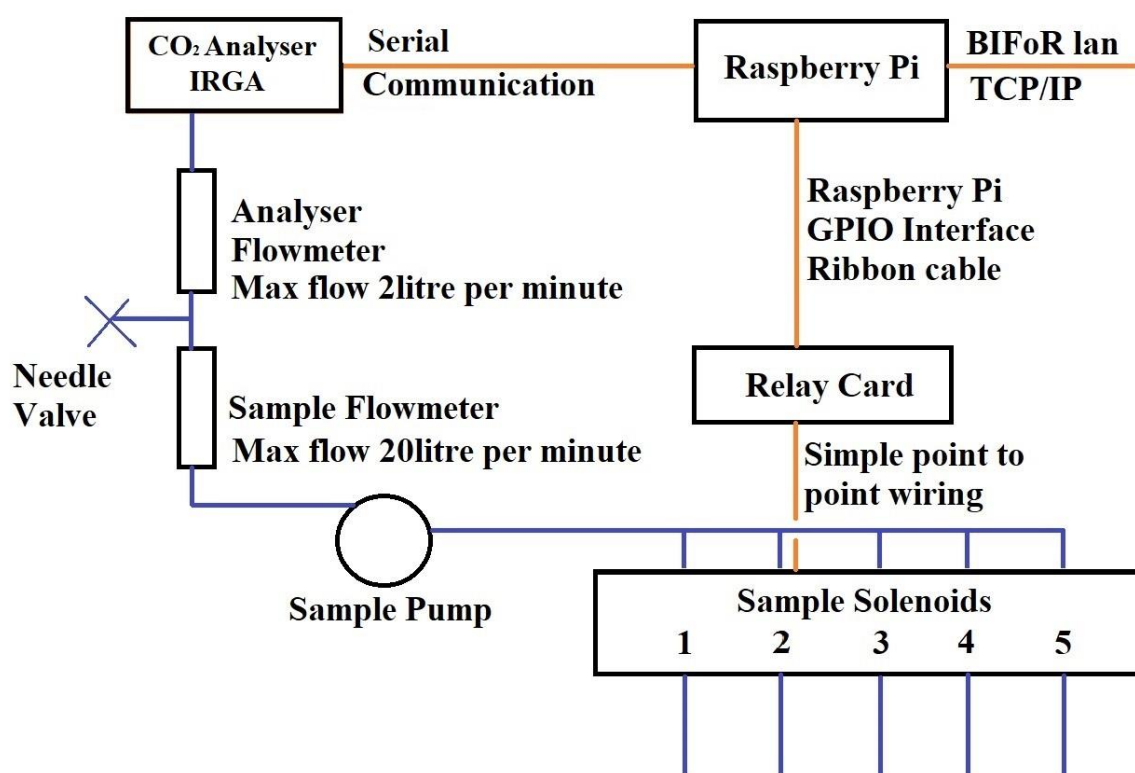 CO₂ Analyser
IRGA
Serial
Communication
Raspberry Pi
BIFoR lan
TCP/IP
Analyser
Flowmeter
Max flow 2litre per minute
Raspberry Pi
GPIO Interface
Ribbon cable
Needle
Valve
Sample Flowmeter
Max flow 20litre per minute
Relay Card
Simple point to
point wiring
Sample Pump
Sample Solenoids
1 2 3 4 5